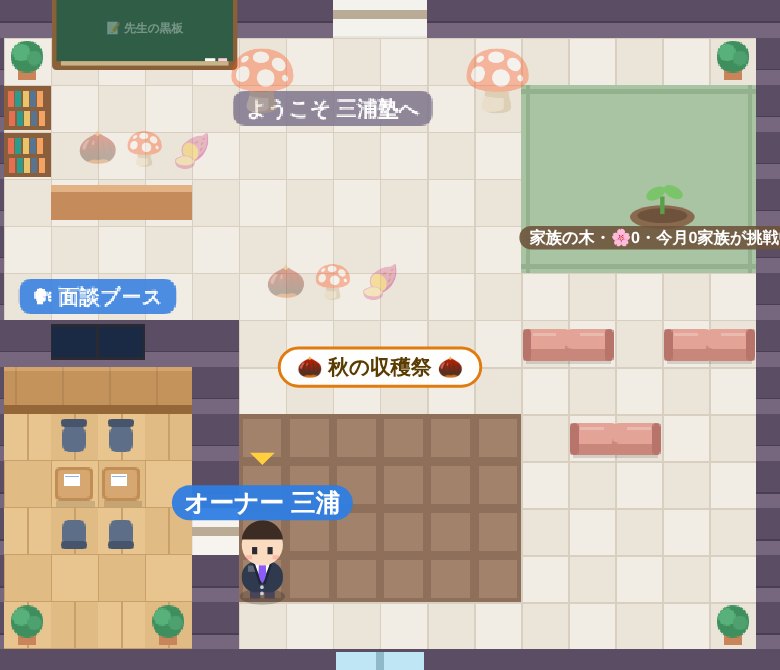 先生の黒板
ようこそ 三浦塾へ
家族の木・🌸0・今月0家族が挑戦
面談ブース
秋の収穫祭
オーナー 三浦